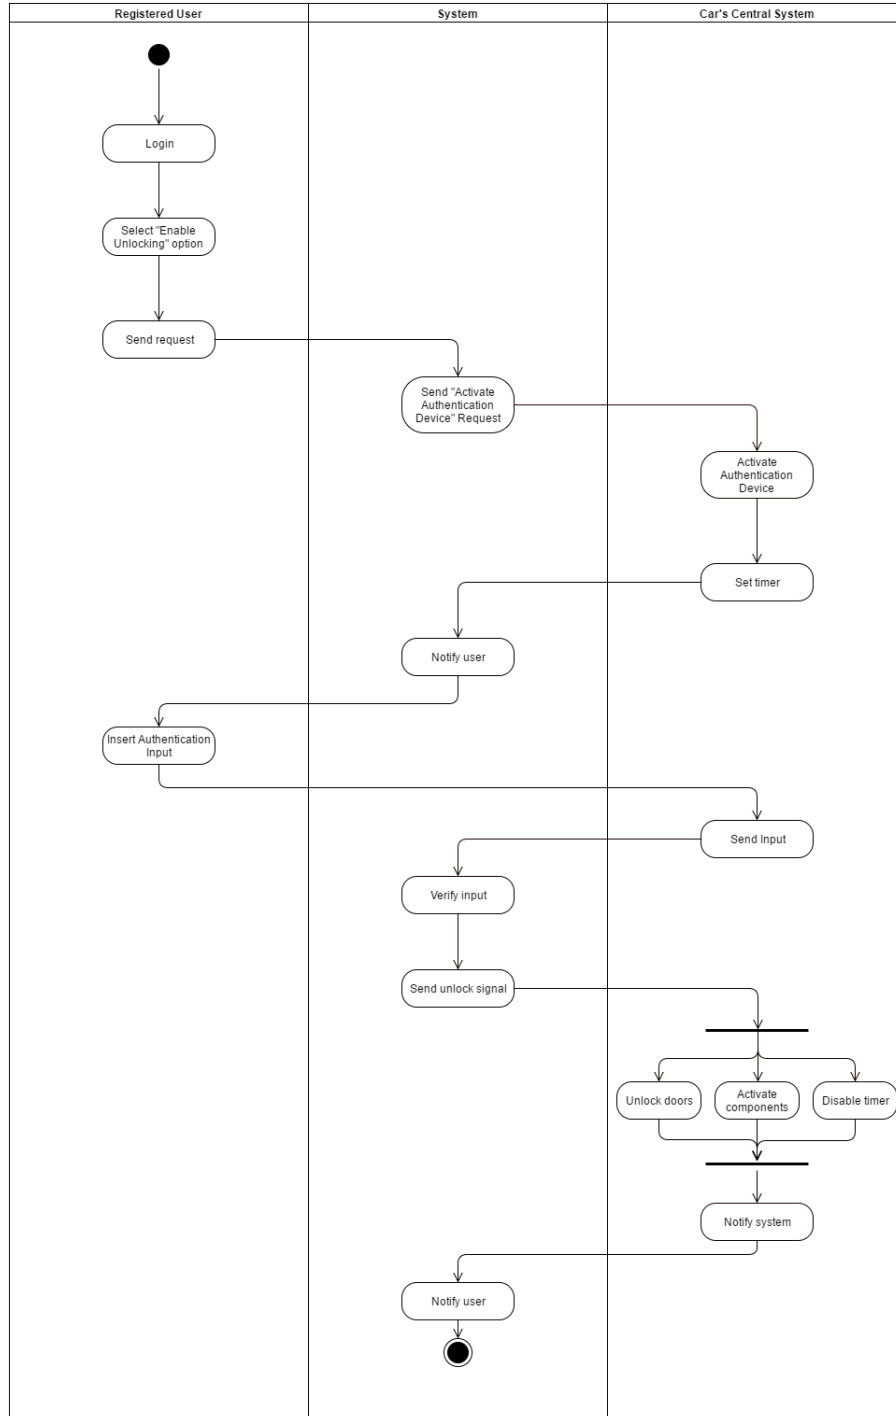 Registered User
System
Car's Central System
Login
Select "Enable
Unlocking" option
Send request
Send "Activate
Authentication
Device" Request
Activate
Authentication
Device
Set timer
Notify user
Insert Authentication
Input
Send Input
Verify input
Send unlock signal
Unlock doors
Activate
components
Disable timer
Notify system
Notify user